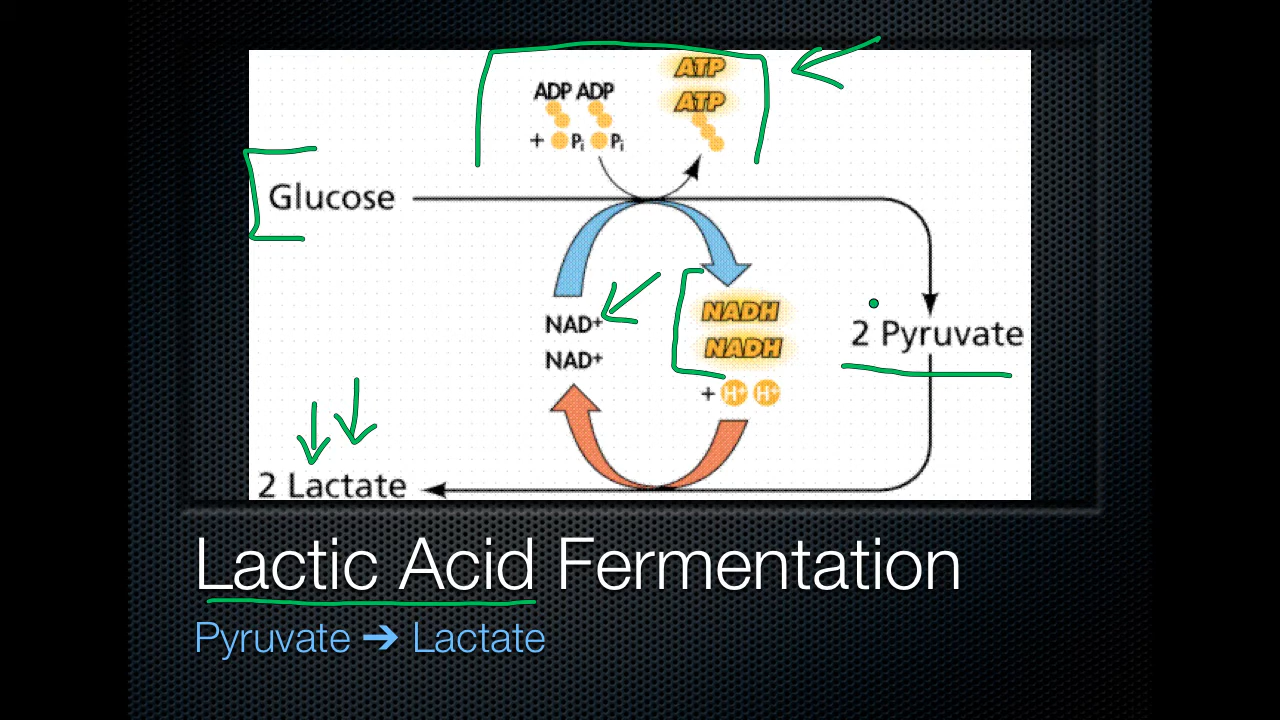 ATP
ADP ADP
ATP
+ Pi Pi
Glucose
NAD+
NADH
2 Pyruvate
NAD+
NADH
+ H+ H+
2 Lactate
Lactic Acid Fermentation
Pyruvate ➔ Lactate